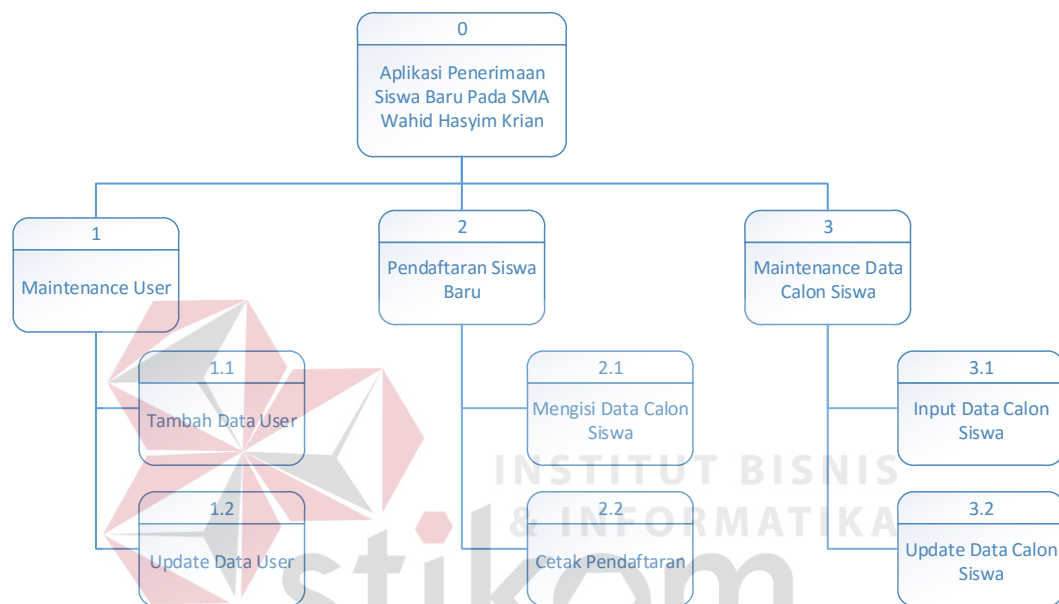 0
Aplikasi Penerimaan
Siswa Baru Pada SMA
Wahid Hasyim Krian
1
Maintenance User
2
Pendaftaran Siswa
Baru
3
Maintenance Data
Calon Siswa
1.1
Tambah Data User
2.1
Mengisi Data Calon
Siswa
3.1
Input Data Calon
Siswa
INSTITUT BISNIS
& INFORMATIKA
stikom
1.2
Update Data User
2.2
Cetak Pendaftaran
3.2
Update Data Calon
Siswa